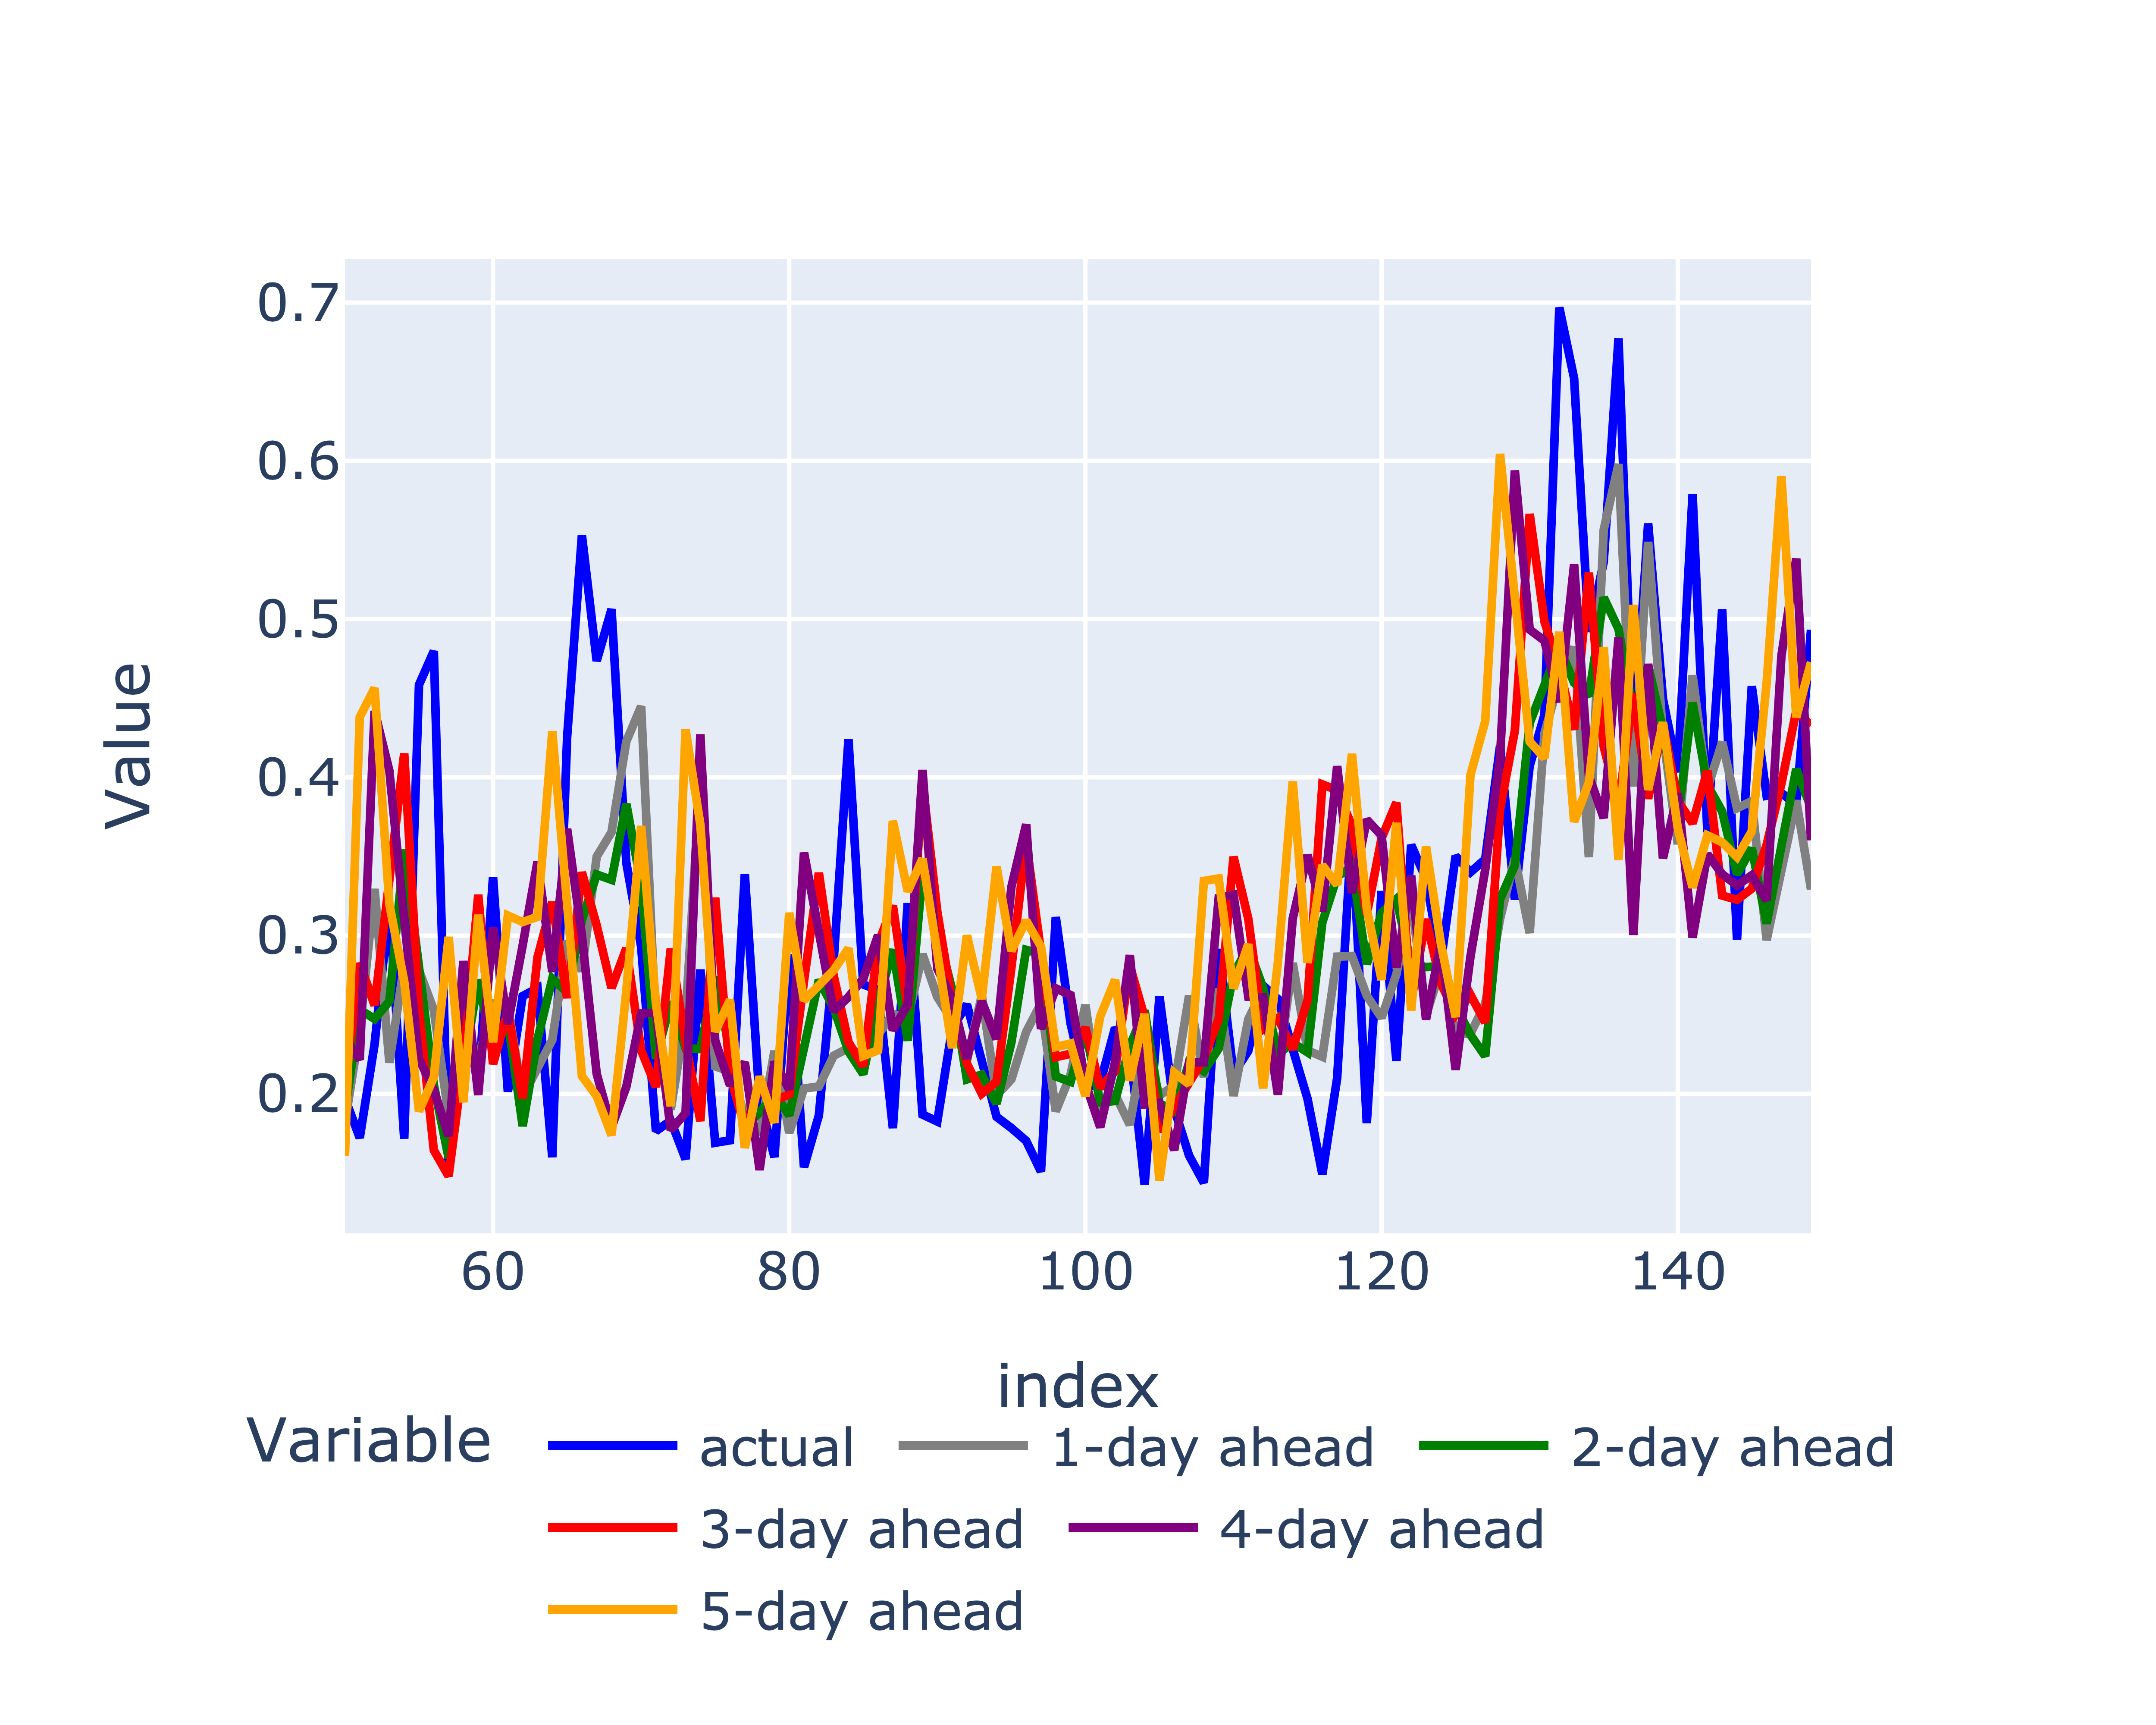 0.7
0.6
0.5
0.4
0.3
0.2
Value
60 80 100 120 140
index
Variable actual 1-day ahead 2-day ahead
3-day ahead 4-day ahead
5-day ahead